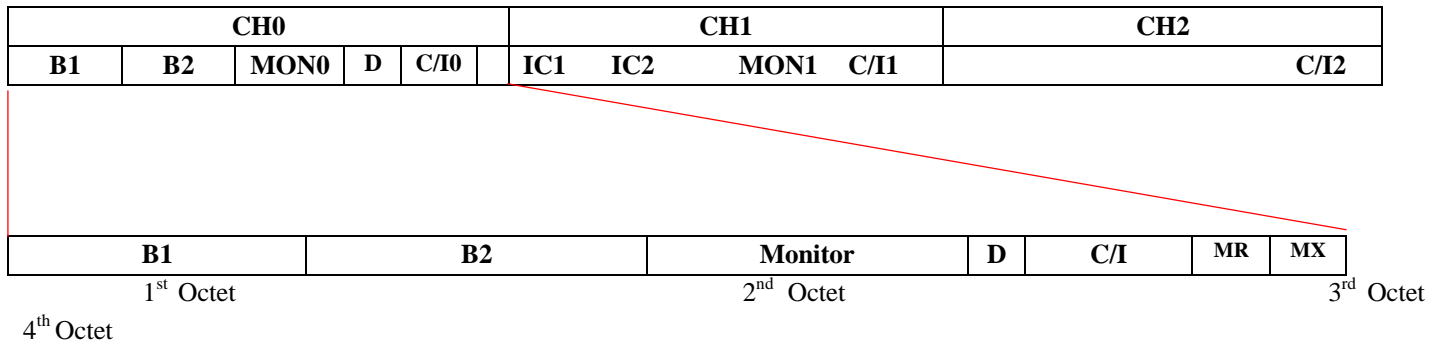 CH0 CH1 CH2
B1 B2 MON0 D C/I0 IC1 IC2 MON1 C/I1 C/I2
B1 B2 Monitor D C/I MR MX
1st Octet 2nd Octet 3rd Octet
4th Octet